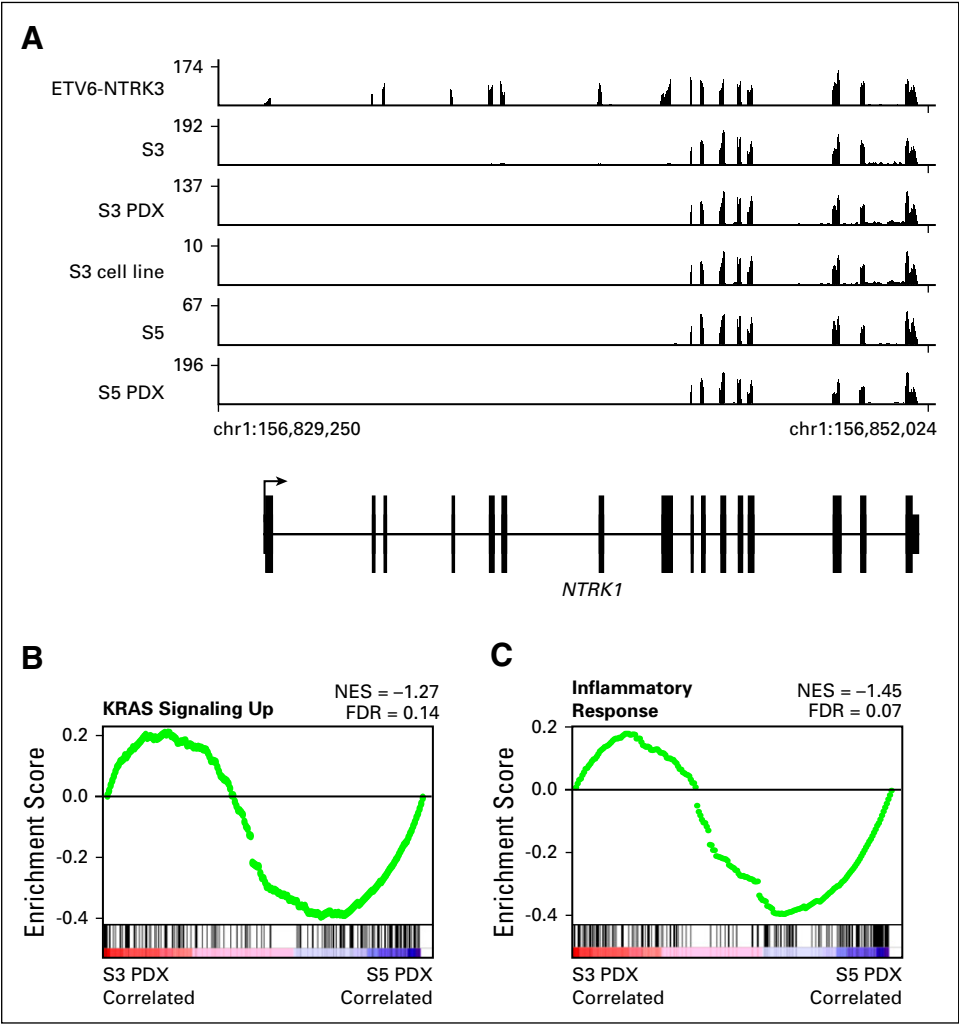 A
174
ETV6-NTRK3
192
S3
137
S3 PDX
10
S3 cell line
67
S5
196
S5 PDX
chr1:156,829,250 chr1:156,852,024
NTRK1
B
KRAS Signaling Up
NES = −1.27
FDR = 0.14
Enrichment Score
0.2
0.0
-0.2
-0.4
S3 PDX
Correlated
S5 PDX
Correlated
C
Inflammatory
Response
NES = −1.45
FDR = 0.07
Enrichment Score
0.2
0.0
-0.2
-0.4
S3 PDX
Correlated
S5 PDX
Correlated